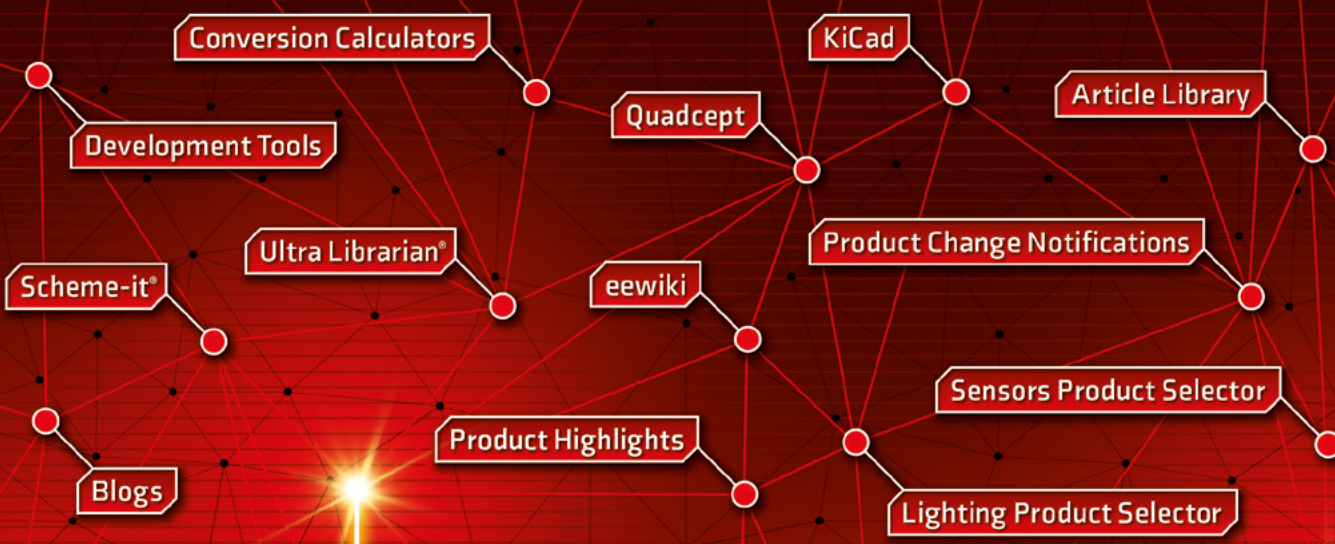 Conversion Calculators
KiCad
Article Library
Quadcept
Development Tools
Ultra Librarian®
Product Change Notifications
Scheme-it®
eewiki
Sensors Product Selector
Product Highlights
Blogs
Lighting Product Selector